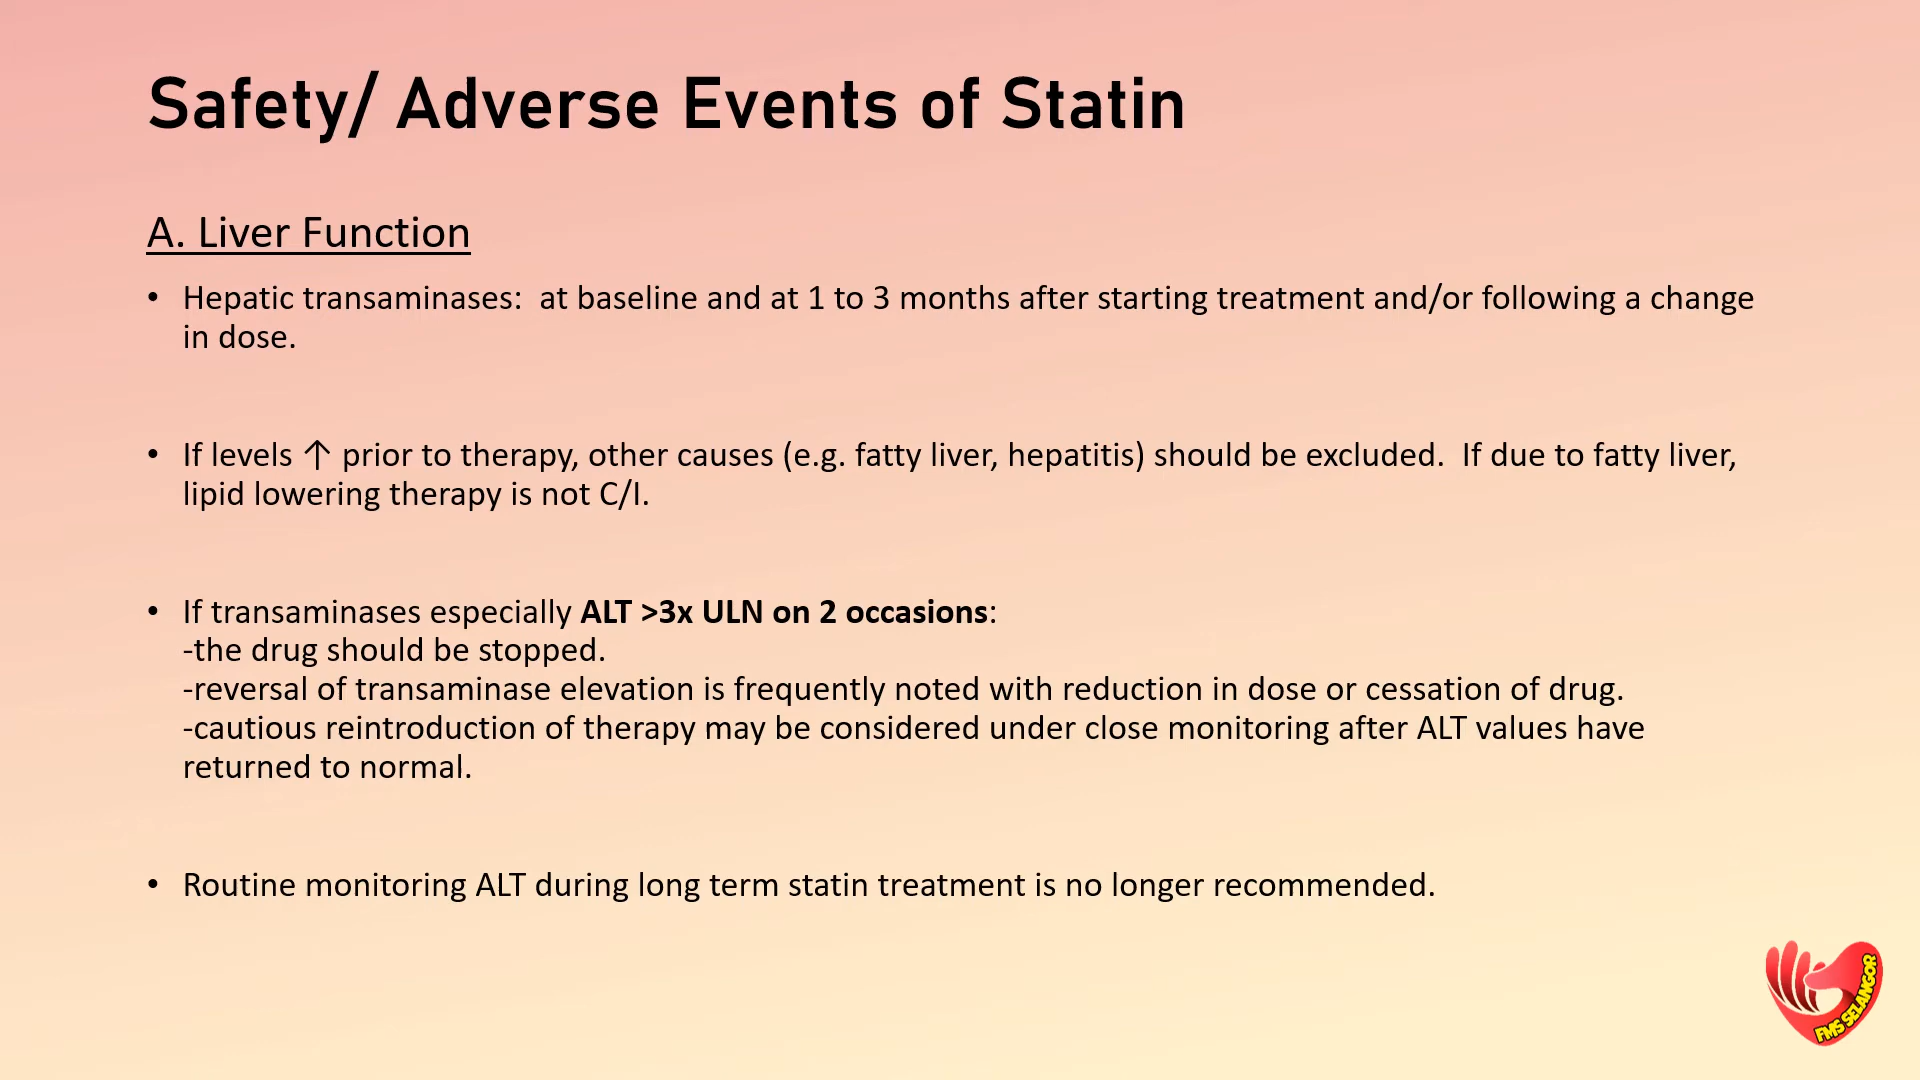 Safety/ Adverse Events of Statin
A. Liver Function
• Hepatic transaminases:  at baseline and at 1 to 3 months after starting treatment and/or following a change
in dose.
• If levels ↑ prior to therapy, other causes (e.g. fatty liver, hepatitis) should be excluded.  If due to fatty liver,
lipid lowering therapy is not C/I.
• If transaminases especially ALT >3x ULN on 2 occasions:
-the drug should be stopped.
-reversal of transaminase elevation is frequently noted with reduction in dose or cessation of drug.
-cautious reintroduction of therapy may be considered under close monitoring after ALT values have
returned to normal.
• Routine monitoring ALT during long term statin treatment is no longer recommended.
FMS SELANGOR